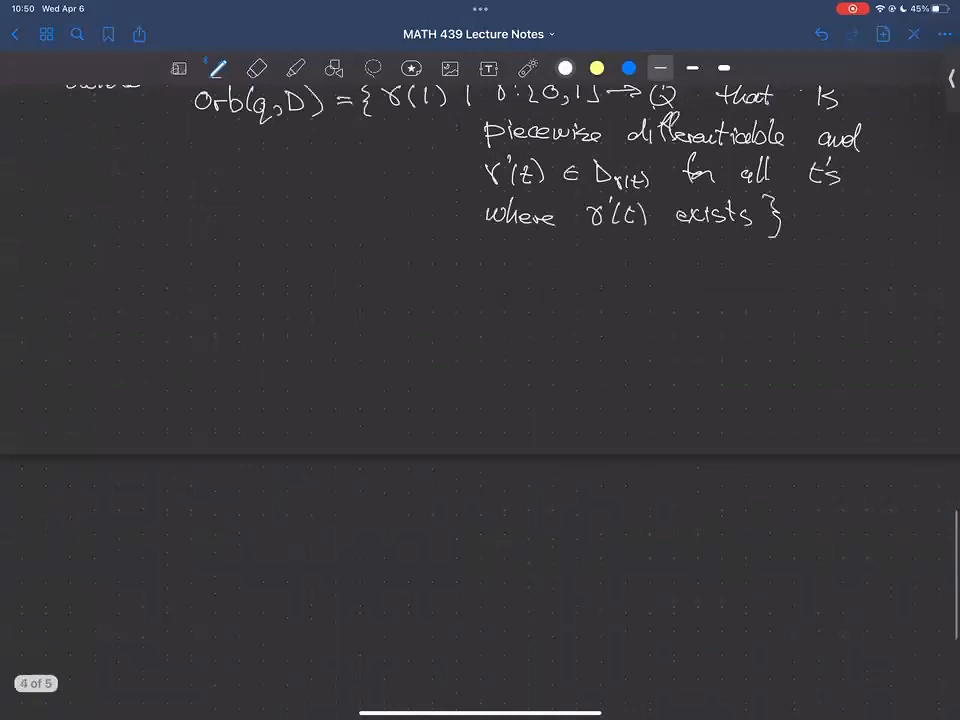 10:50 Wed Apr 6
45%
MATH 439 Lecture Notes
Orb(q,D) = { γ(1) | γ:[0,1] → Q that is
piecewise differentiable and
γ'(t) ∈ D_γ(t) for all t's
where γ'(t) exists }
4 of 5